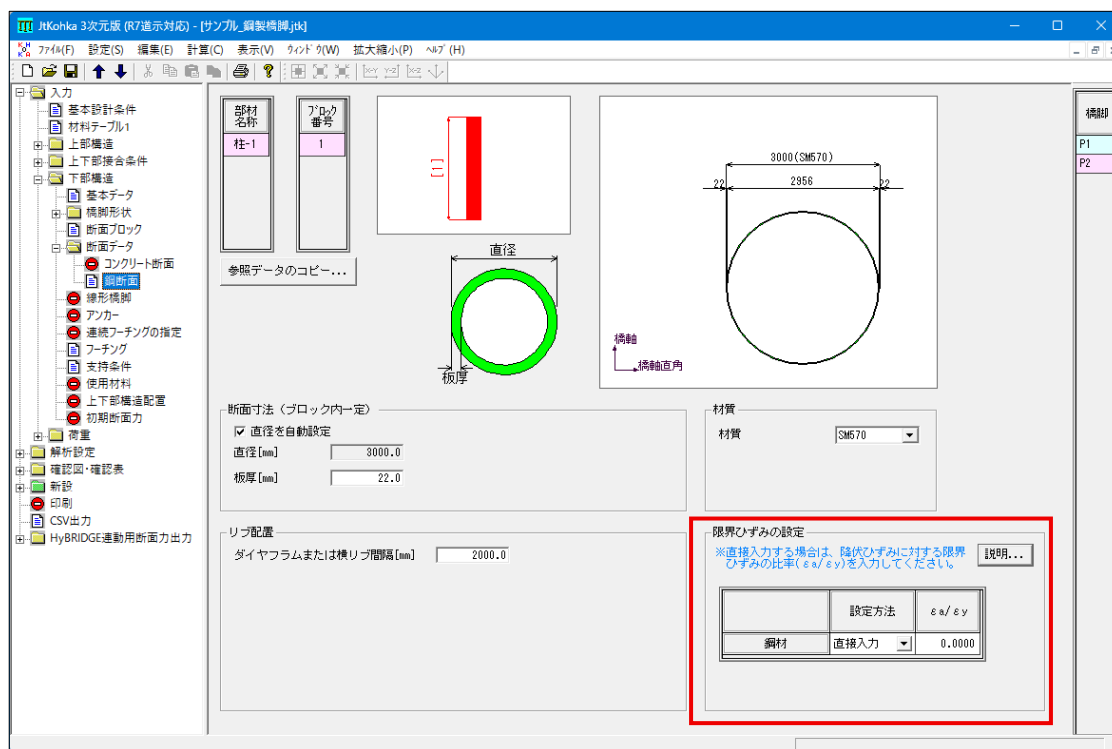 JtKohka 3次元版 (R7道示対応) - [サンプル_鋼製橋脚.jtk]
ファイル(F) 設定(S) 編集(E) 計算(C) 表示(V) ウィンドウ(W) 拡大縮小(P) ヘルプ(H)
X-Y Y-Z X-Z
入力
基本設計条件
材料テーブル1
上部構造
上下部接合条件
下部構造
基本データ
橋脚形状
断面ブロック
断面データ
コンクリート断面
鋼断面
線形橋脚
アンカー
連続フーチングの指定
フーチング
支持条件
使用材料
上下部構造配置
初期断面力
荷重
解析設定
確認図・確認表
新設
印刷
CSV出力
HyBRIDGE連動用断面力出力
部材名称
柱-1
ブロック番号
1
参照データのコピー...
[1]
直径
板厚
3000(SM570)
22 2956 22
橋軸
橋軸直角
橋脚
P1
P2
断面寸法(ブロック内一定)
直径を自動設定
直径[mm] 3000.0
板厚[mm] 22.0
材質
材質 SM570
リブ配置
ダイヤフラムまたは横リブ間隔[mm] 2000.0
限界ひずみの設定
※直接入力する場合は、降伏ひずみに対する限界
ひずみの比率(εa/εy)を入力してください。
説明...
設定方法 εa/εy
鋼材 直接入力 0.0000